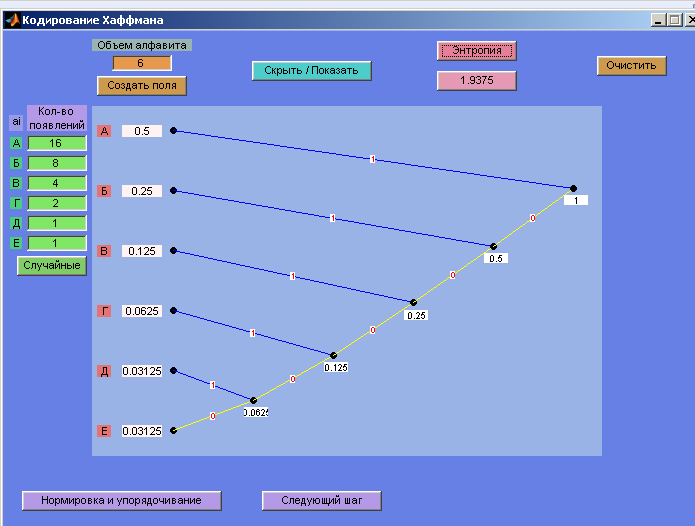 Кодирование Хаффмана
Объем алфавита
6
Создать поля
Скрыть / Показать
Энтропия
1.9375
Очистить
ai
Кол-во
появлений
А 16
Б 8
В 4
Г 2
Д 1
Е 1
Случайные
А 0.5
Б 0.25
В 0.125
Г 0.0625
Д 0.03125
Е 0.03125
1
1
1
1
1
0
0
0
0
0
1
0.5
0.25
0.125
0.0625
Нормировка и упорядочивание
Следующий шаг